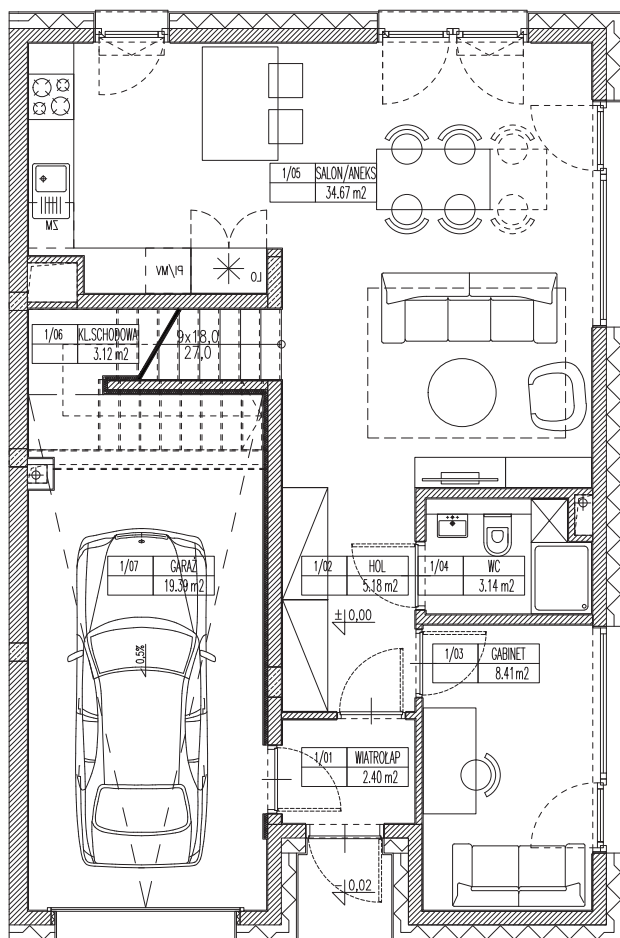 1/05 SALON/ANEKS
34.67 m2
ZM
PI\MV
LO
1/06 KL.SCHODOWA
3.12 m2
9x18,0
27,0
1/07 GARAŻ
19.39 m2
1/02 HOL
5.18 m2
1/04 WC
3.14 m2
±0,00
1/03 GABINET
8.41 m2
0,5%
1/01 WIATROŁAP
2.40 m2
-0,02